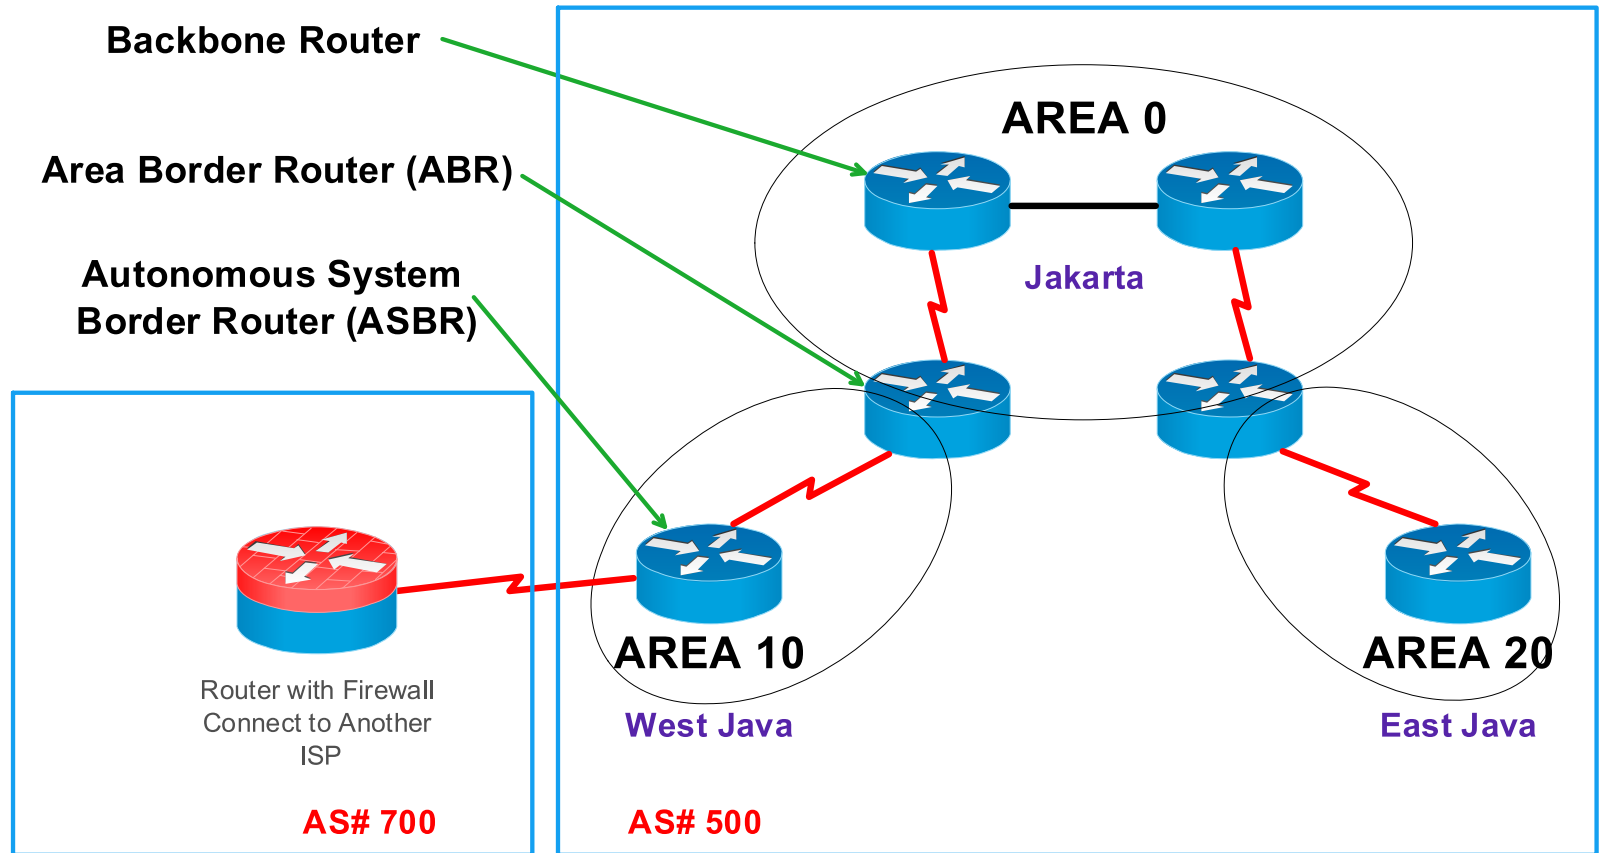 Backbone Router
Area Border Router (ABR)
Autonomous System
Border Router (ASBR)
AREA 0
Jakarta
AREA 10
West Java
AREA 20
East Java
Router with Firewall
Connect to Another
ISP
AS# 700
AS# 500